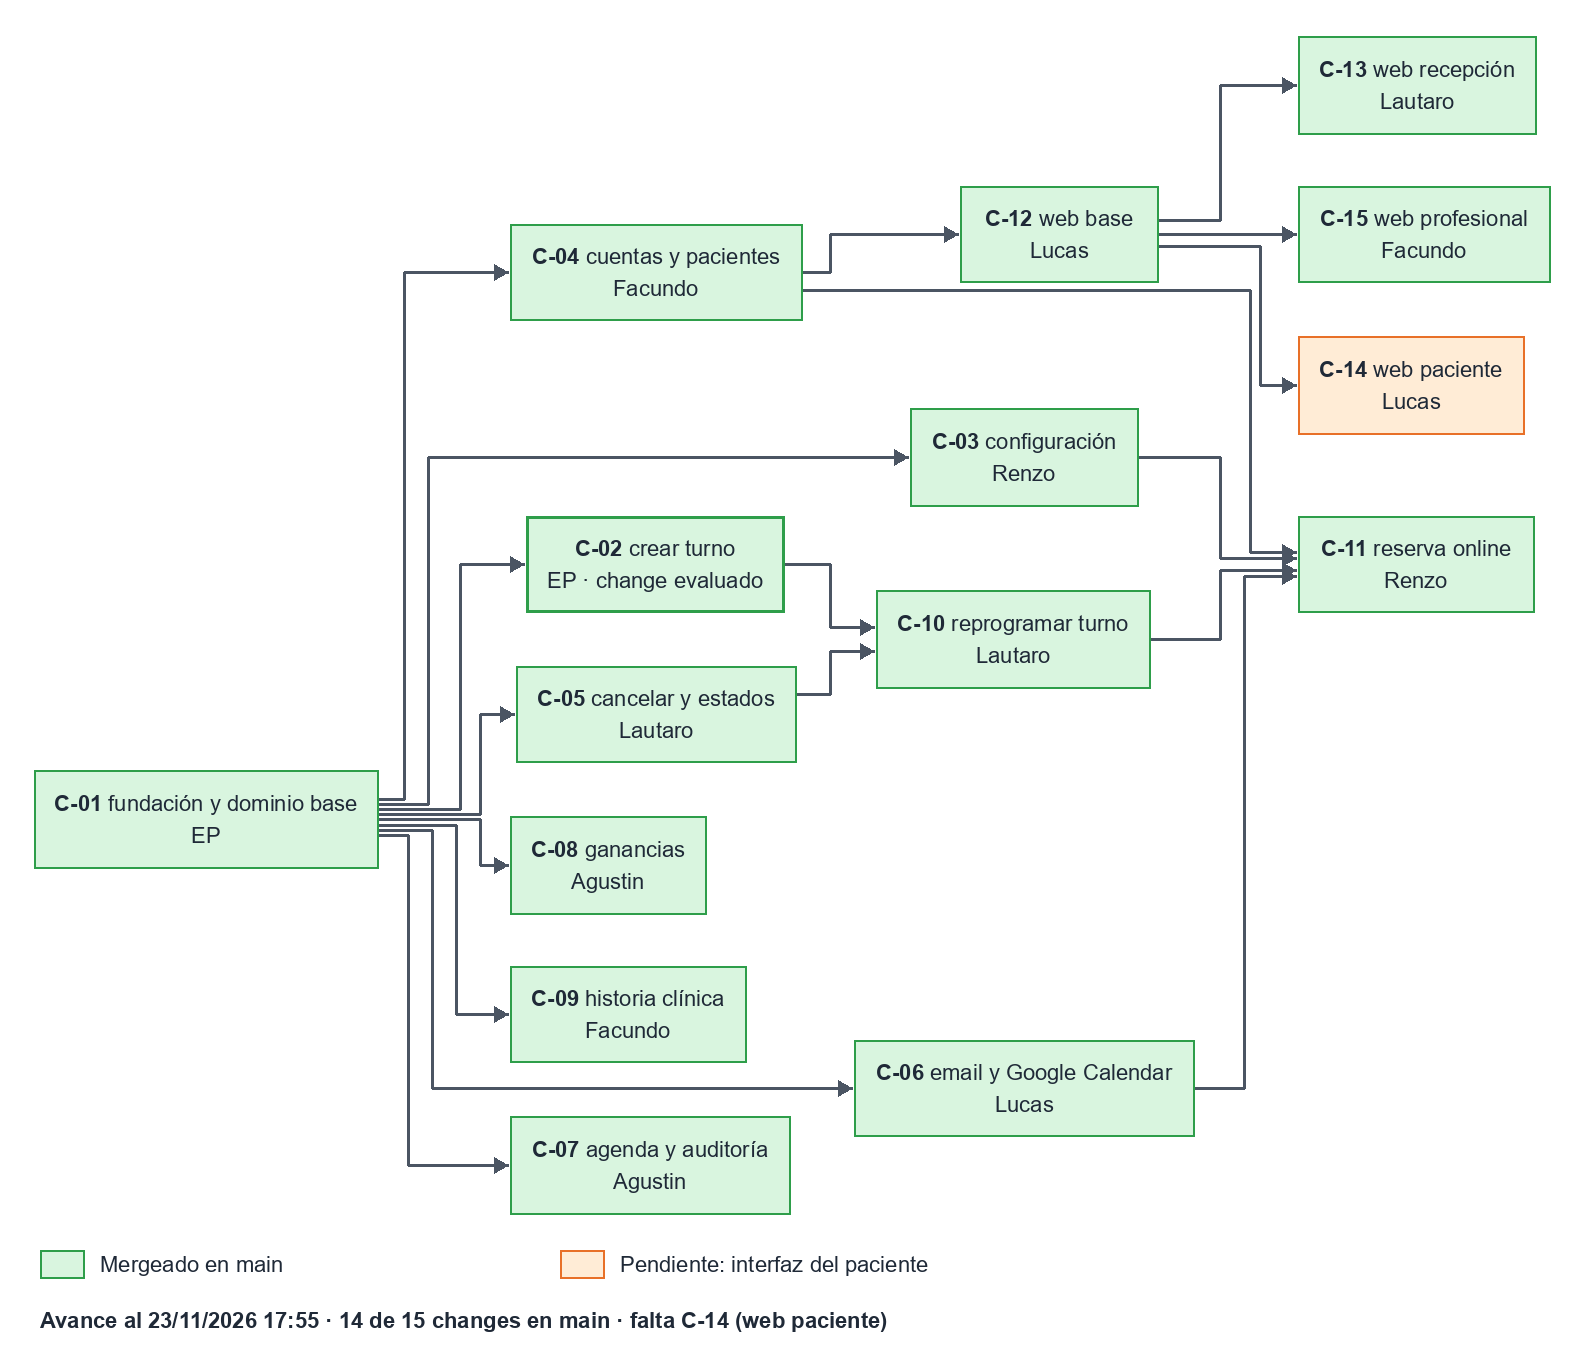 C-13 web recepción
Lautaro
C-12 web base
Lucas
C-15 web profesional
Facundo
C-04 cuentas y pacientes
Facundo
C-14 web paciente
Lucas
C-03 configuración
Renzo
C-02 crear turno
EP · change evaluado
C-11 reserva online
Renzo
C-10 reprogramar turno
Lautaro
C-05 cancelar y estados
Lautaro
C-01 fundación y dominio base
EP
C-08 ganancias
Agustin
C-09 historia clínica
Facundo
C-06 email y Google Calendar
Lucas
C-07 agenda y auditoría
Agustin
Mergeado en main
Pendiente: interfaz del paciente
Avance al 23/11/2026 17:55 · 14 de 15 changes en main · falta C-14 (web paciente)